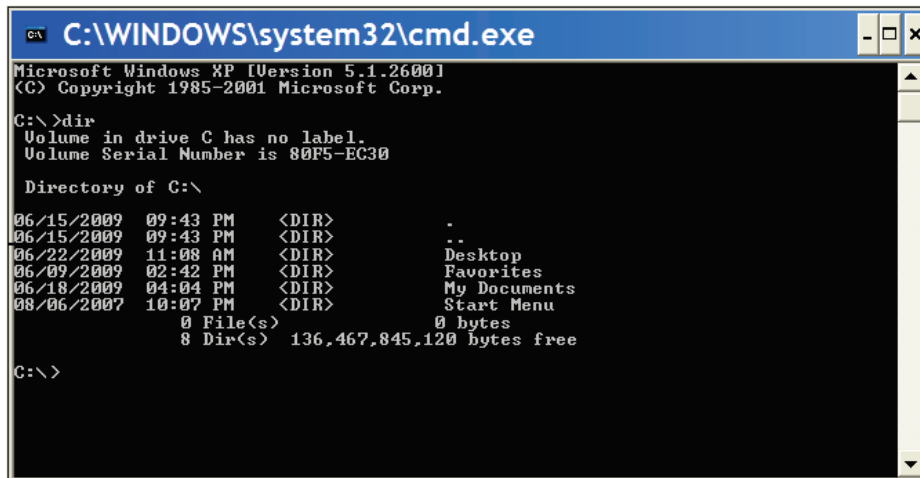 C:\WINDOWS\system32\cmd.exe
Microsoft Windows XP [Version 5.1.2600]
(C) Copyright 1985-2001 Microsoft Corp.
C:\>dir
Volume in drive C has no label.
Volume Serial Number is 80F5-EC30
Directory of C:\
06/15/2009 09:43 PM <DIR> .
06/15/2009 09:43 PM <DIR> ..
06/22/2009 11:08 AM <DIR> Desktop
06/09/2009 02:42 PM <DIR> Favorites
06/18/2009 04:04 PM <DIR> My Documents
08/06/2007 10:07 PM <DIR> Start Menu
0 File(s) 0 bytes
8 Dir(s) 136,467,845,120 bytes free
C:\>